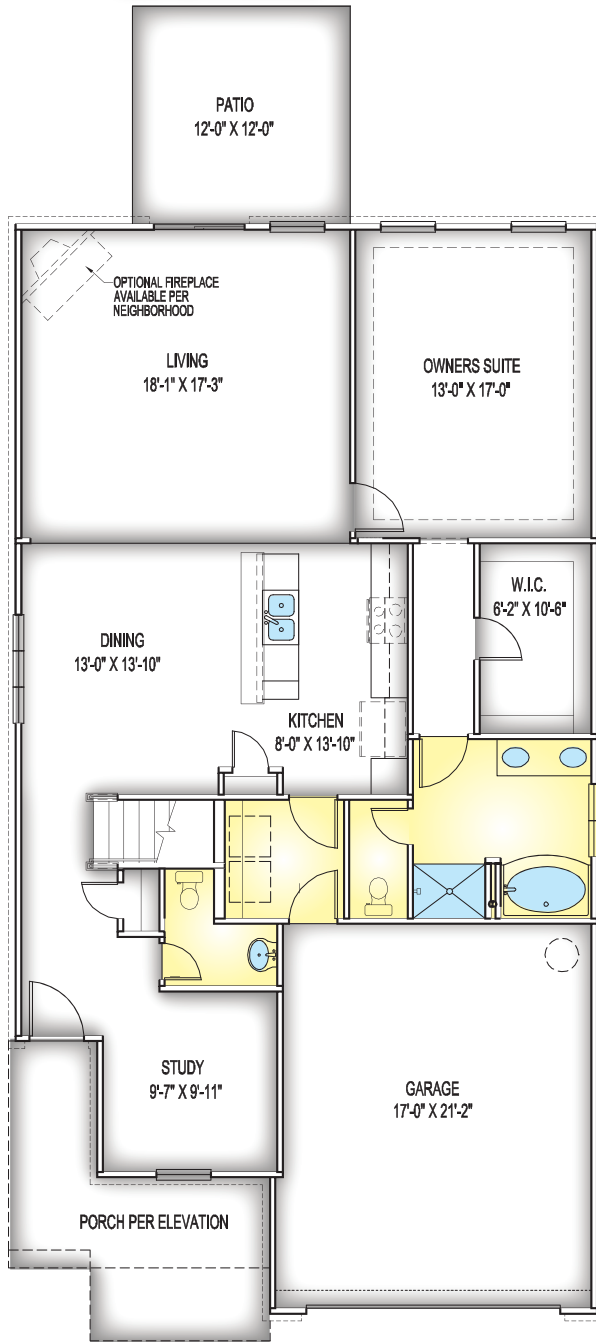 PATIO
12'-0" X 12'-0"
OPTIONAL FIREPLACE
AVAILABLE PER
NEIGHBORHOOD
LIVING
18'-1" X 17'-3"
OWNERS SUITE
13'-0" X 17'-0"
W.I.C.
6'-2" X 10'-6"
DINING
13'-0" X 13'-10"
KITCHEN
8'-0" X 13'-10"
STUDY
9'-7" X 9'-11"
GARAGE
17'-0" X 21'-2"
PORCH PER ELEVATION